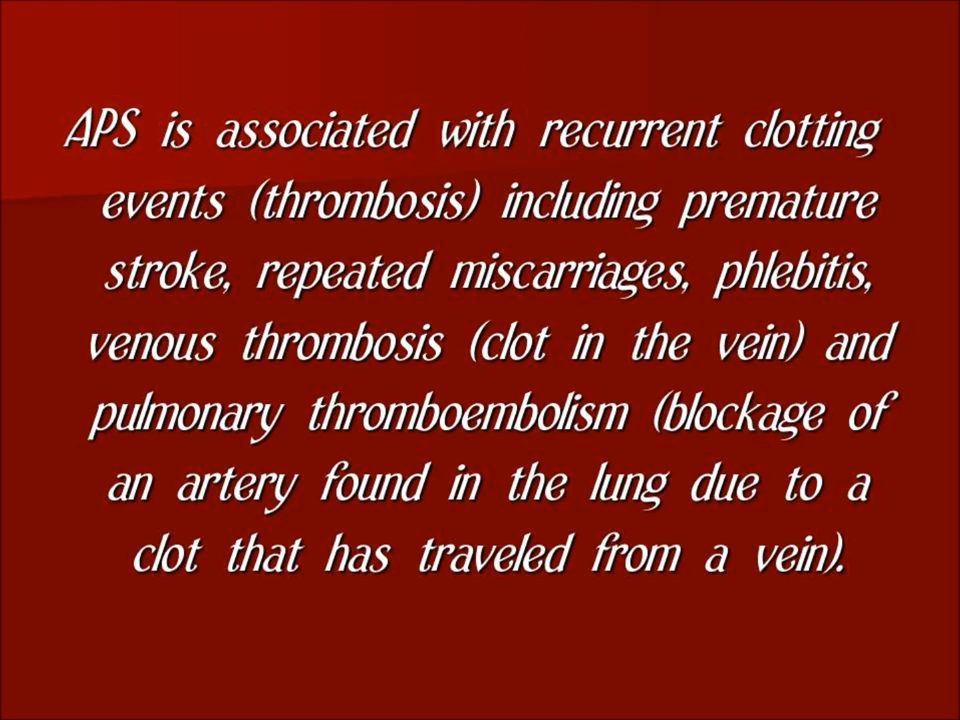 APS is associated with recurrent clotting
events (thrombosis) including premature
stroke, repeated miscarriages, phlebitis,
venous thrombosis (clot in the vein) and
pulmonary thromboembolism (blockage of
an artery found in the lung due to a
clot that has traveled from a vein).